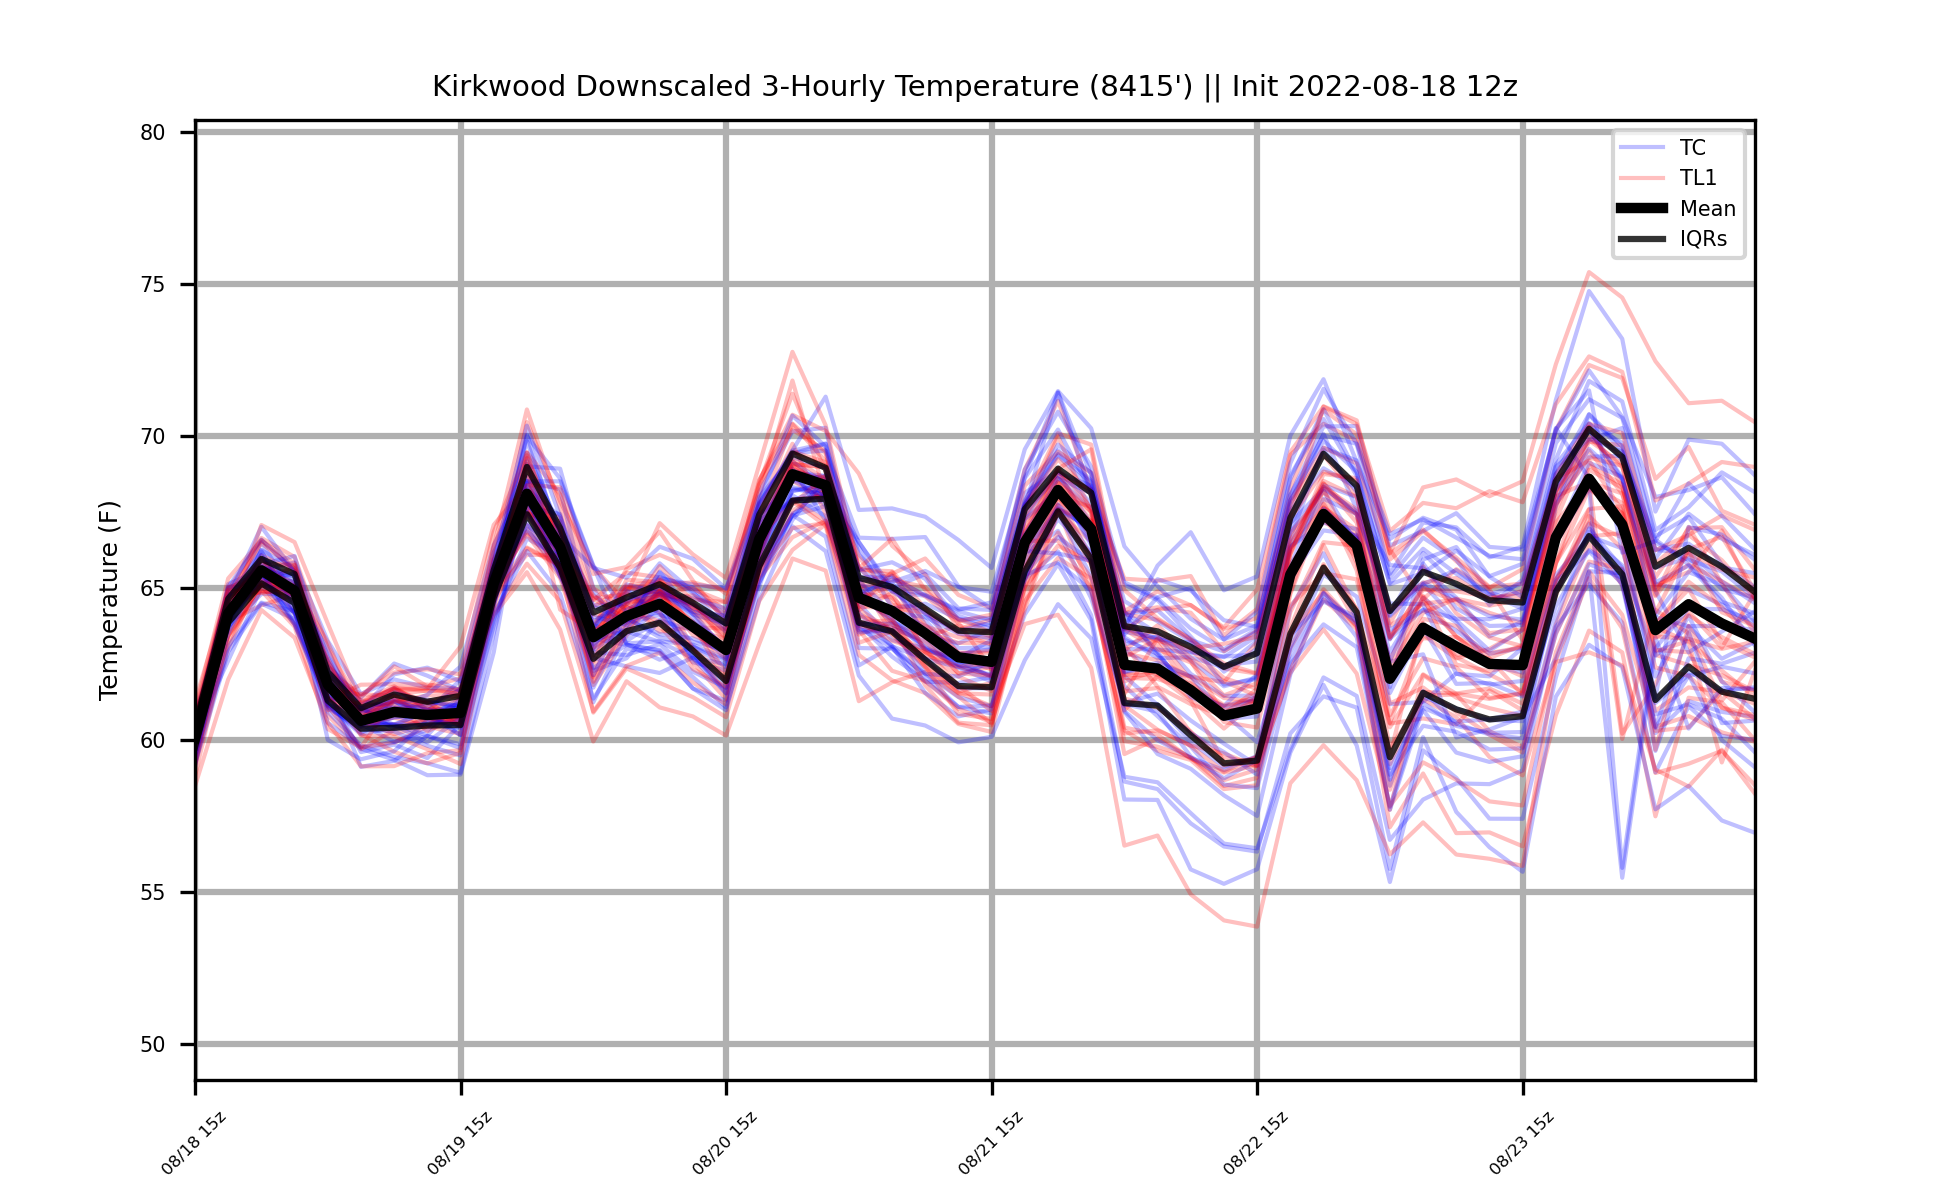 Kirkwood Downscaled 3-Hourly Temperature (8415') || Init 2022-08-18 12z
TC
TL1
Mean
IQRs
Temperature (F)
80
75
70
65
60
55
50
08/18 15z
08/19 15z
08/20 15z
08/21 15z
08/22 15z
08/23 15z